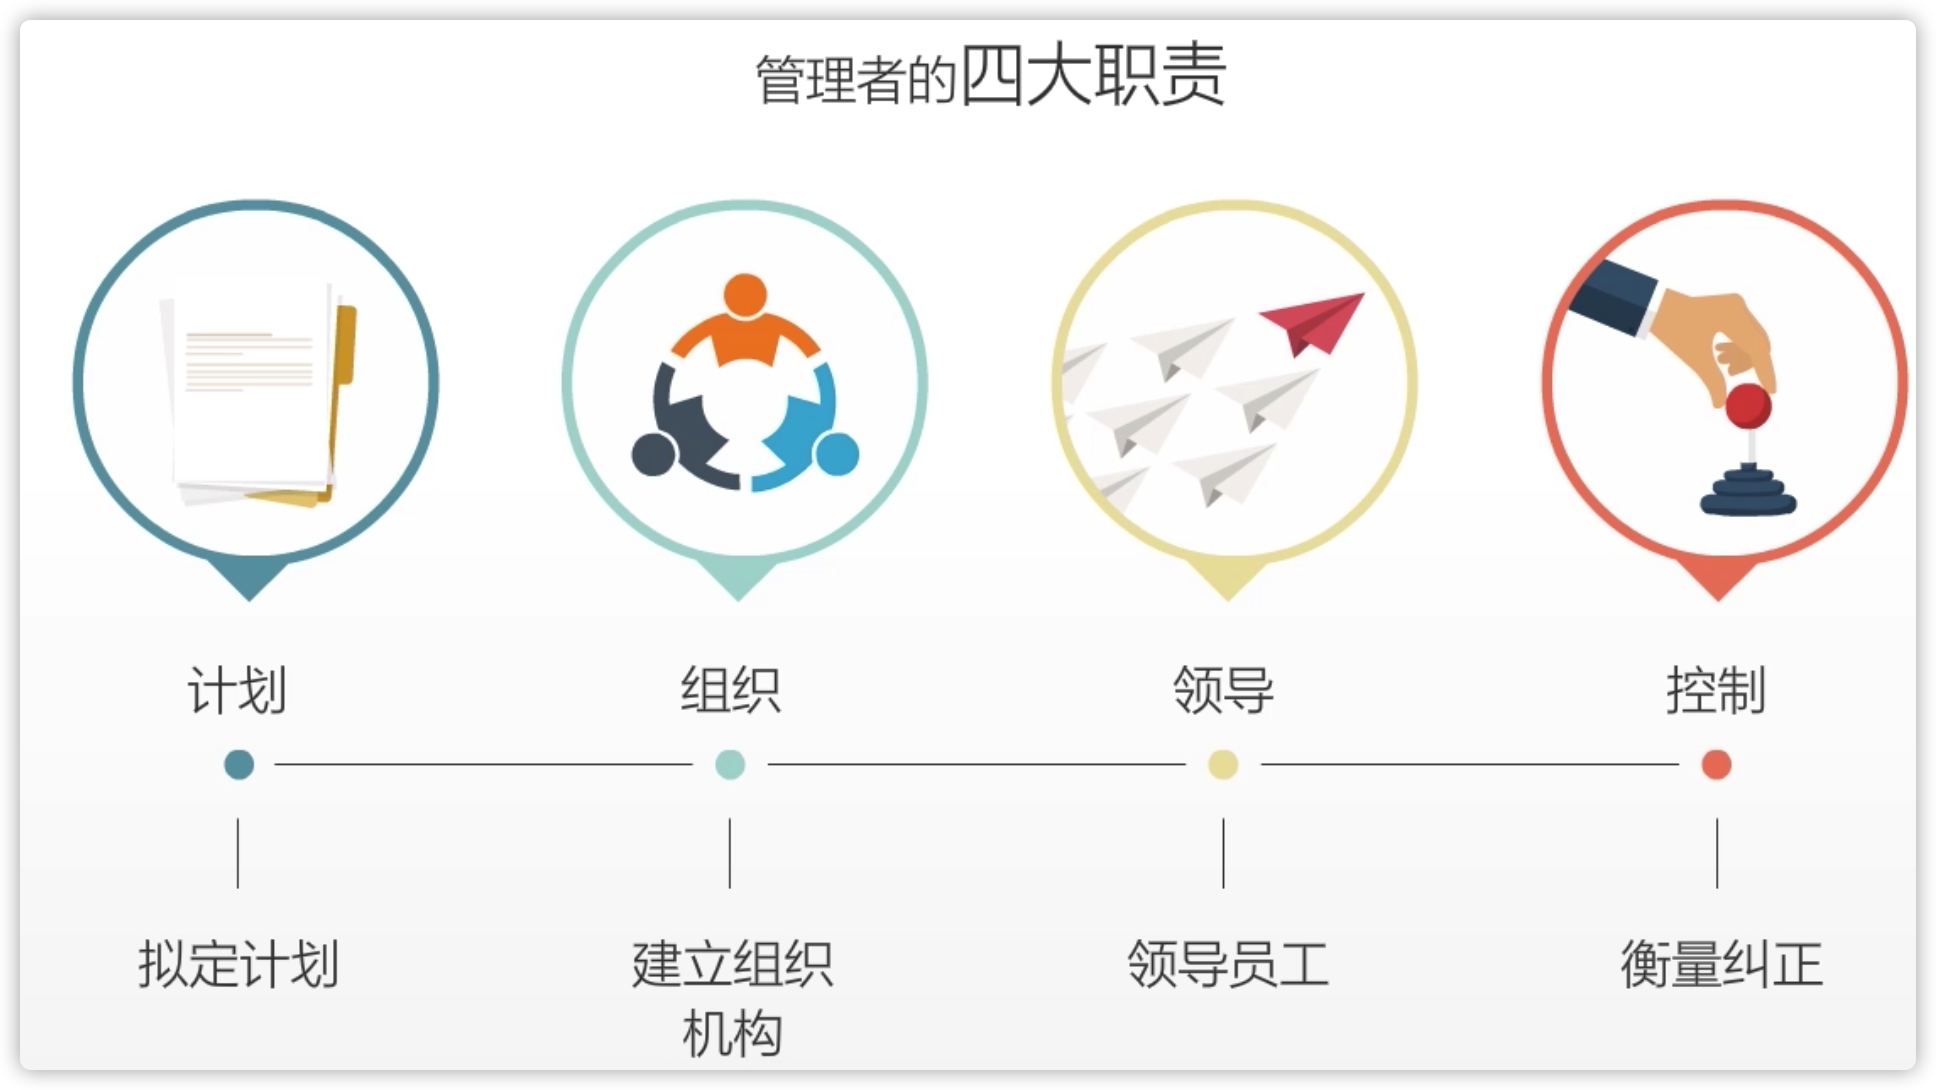 管理者的四大职责
计划
组织
领导
控制
拟定计划
建立组织
机构
领导员工
衡量纠正